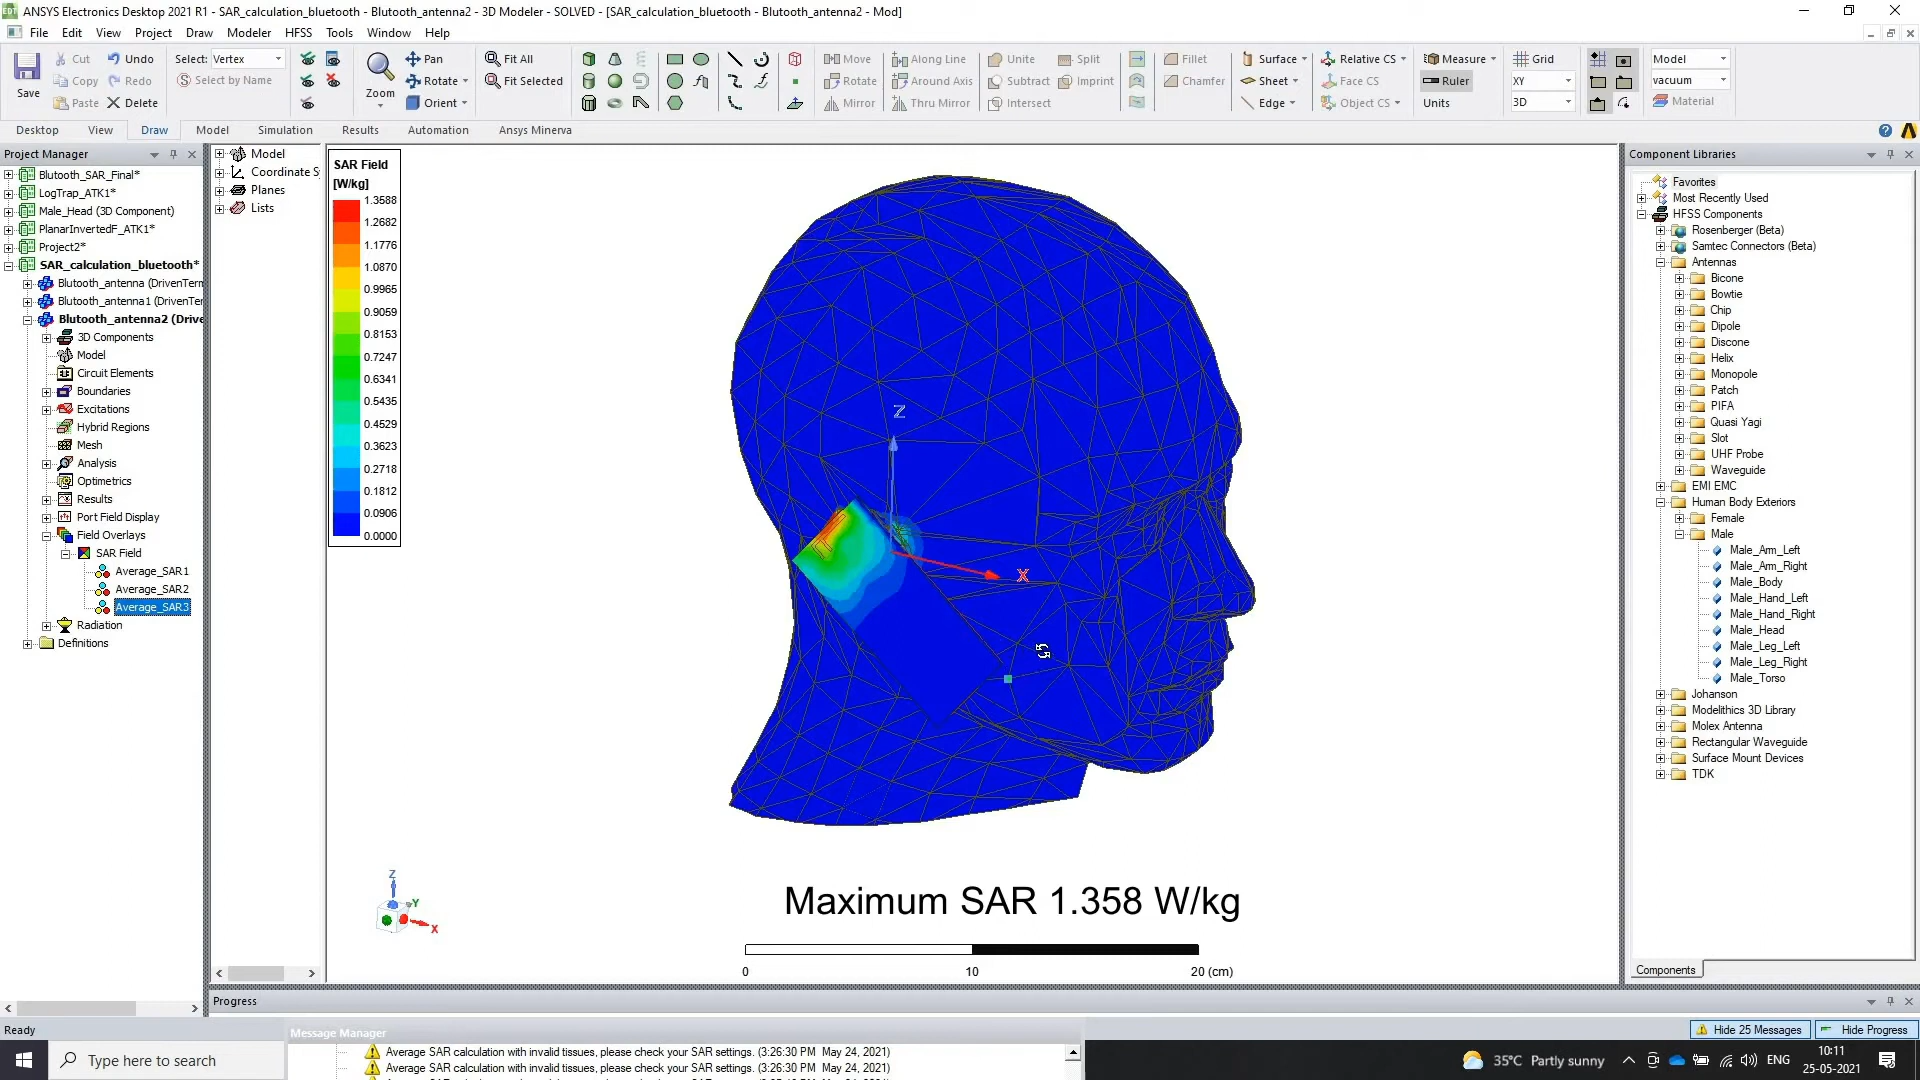 ANSYS Electronics Desktop 2021 R1 - SAR_calculation_bluetooth - Blutooth_antenna2 - 3D Modeler - SOLVED - [SAR_calculation_bluetooth - Blutooth_antenna2 - Mod]
File Edit View Project Draw Modeler HFSS Tools Window Help
Save
Cut
Copy
Paste
Undo
Redo
Delete
Select: Vertex
Select by Name
Zoom
Pan
Rotate
Orient
Fit All
Fit Selected
Move
Rotate
Mirror
Along Line
Around Axis
Thru Mirror
Unite
Subtract
Intersect
Split
Imprint
Fillet
Chamfer
Surface
Sheet
Edge
Relative CS
Face CS
Object CS
Measure
Ruler
Units
Grid
XY
3D
Model
vacuum
Material
Desktop View Draw Model Simulation Results Automation Ansys Minerva
Project Manager
Blutooth_SAR_Final*
LogTrap_ATK1*
Male_Head (3D Component)
PlanarInvertedF_ATK1*
Project2*
SAR_calculation_bluetooth*
Blutooth_antenna (DrivenTerm
Blutooth_antenna1 (DrivenTer
Blutooth_antenna2 (Drive
3D Components
Model
Circuit Elements
Boundaries
Excitations
Hybrid Regions
Mesh
Analysis
Optimetrics
Results
Port Field Display
Field Overlays
SAR Field
Average_SAR1
Average_SAR2
Average_SAR3
Radiation
Definitions
Model
Coordinate S
Planes
Lists
SAR Field
[W/kg]
1.3588
1.2682
1.1776
1.0870
0.9965
0.9059
0.8153
0.7247
0.6341
0.5435
0.4529
0.3623
0.2718
0.1812
0.0906
0.0000
Z
X
Z
Y
X
Maximum SAR 1.358 W/kg
0 10 20 (cm)
Component Libraries
Favorites
Most Recently Used
HFSS Components
Rosenberger (Beta)
Samtec Connectors (Beta)
Antennas
Bicone
Bowtie
Chip
Dipole
Discone
Helix
Monopole
Patch
PIFA
Quasi Yagi
Slot
UHF Probe
Waveguide
EMI EMC
Human Body Exteriors
Female
Male
Male_Arm_Left
Male_Arm_Right
Male_Body
Male_Hand_Left
Male_Hand_Right
Male_Head
Male_Leg_Left
Male_Leg_Right
Male_Torso
Johanson
Modelithics 3D Library
Molex Antenna
Rectangular Waveguide
Surface Mount Devices
TDK
Components
Progress
Ready
Hide 25 Messages
Hide Progress
Message Manager
Average SAR calculation with invalid tissues, please check your SAR settings. (3:26:30 PM May 24, 2021)
Average SAR calculation with invalid tissues, please check your SAR settings. (3:26:30 PM May 24, 2021)
Type here to search
35°C Partly sunny
ENG
10:11
25-05-2021